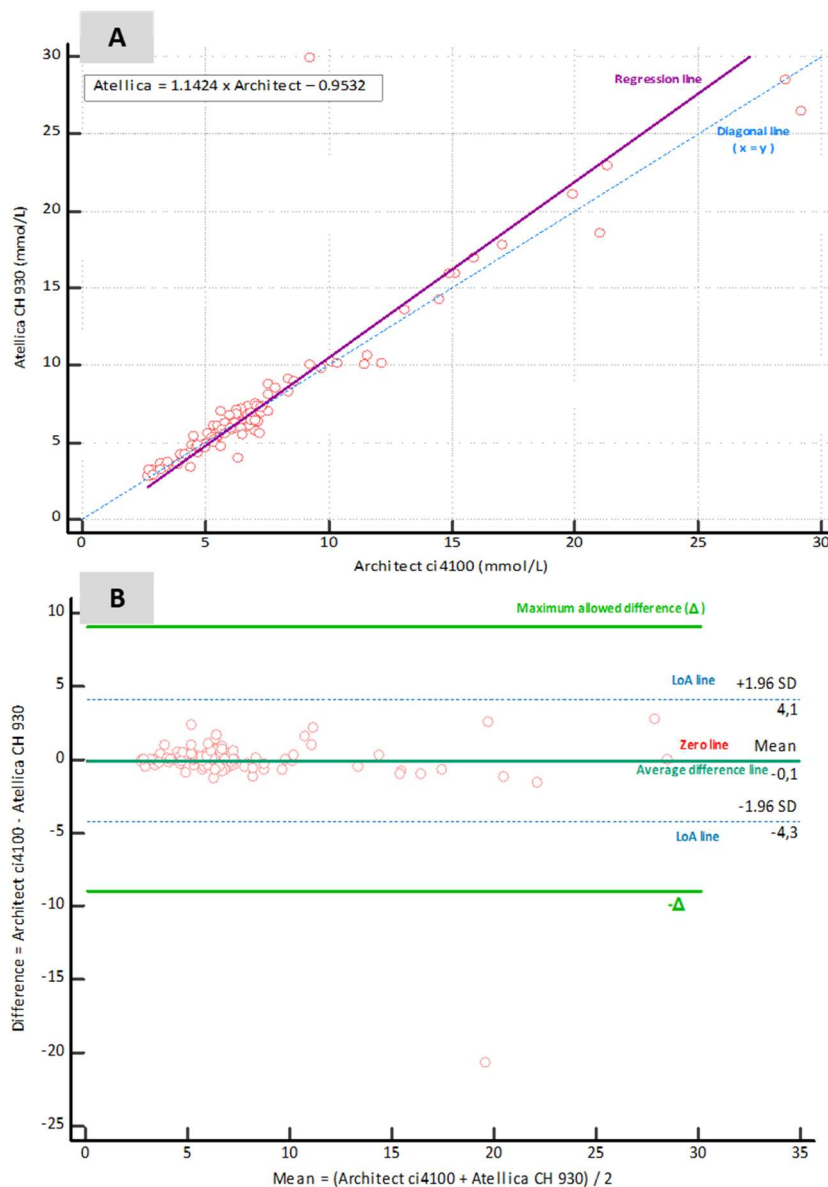 A
30
Atellica = 1.1424 x Architect – 0.9532
Regression line
25
Diagonal line
( x = y )
20
15
10
5
0
Atellica CH 930 (mmol/L)
0 5 10 15 20 25 30
Architect ci4100 (mmol/L)
B
10
Maximum allowed difference (Δ )
5
LoA line +1.96 SD
4,1
0
Zero line Mean
Average difference line -0,1
-1.96 SD
-5
LoA line -4,3
-Δ
-10
-15
-20
-25
Difference = Architect ci4100 - Atellica CH 930
0 5 10 15 20 25 30 35
Mean = (Architect ci4100 + Atellica CH 930) / 2